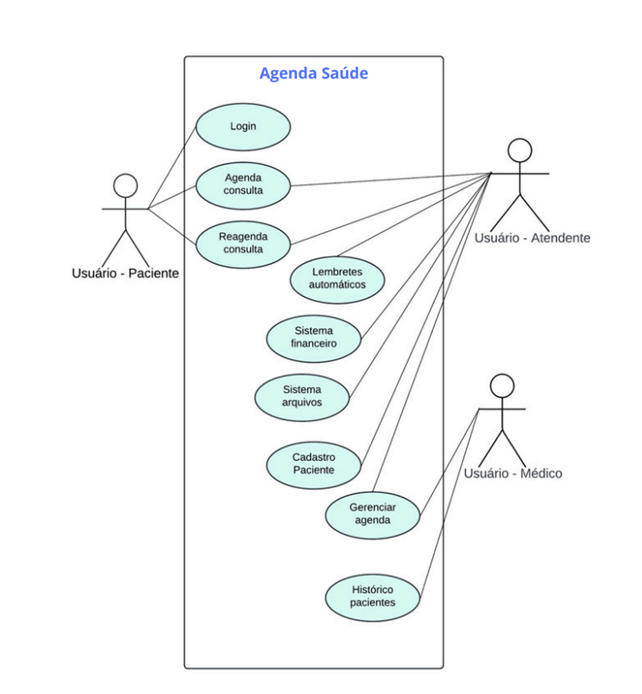 Agenda Saúde
Login
Agenda
consulta
Reagenda
consulta
Usuário - Paciente
Usuário - Atendente
Lembretes
automáticos
Sistema
financeiro
Sistema
arquivos
Cadastro
Paciente
Usuário - Médico
Gerenciar
agenda
Histórico
pacientes